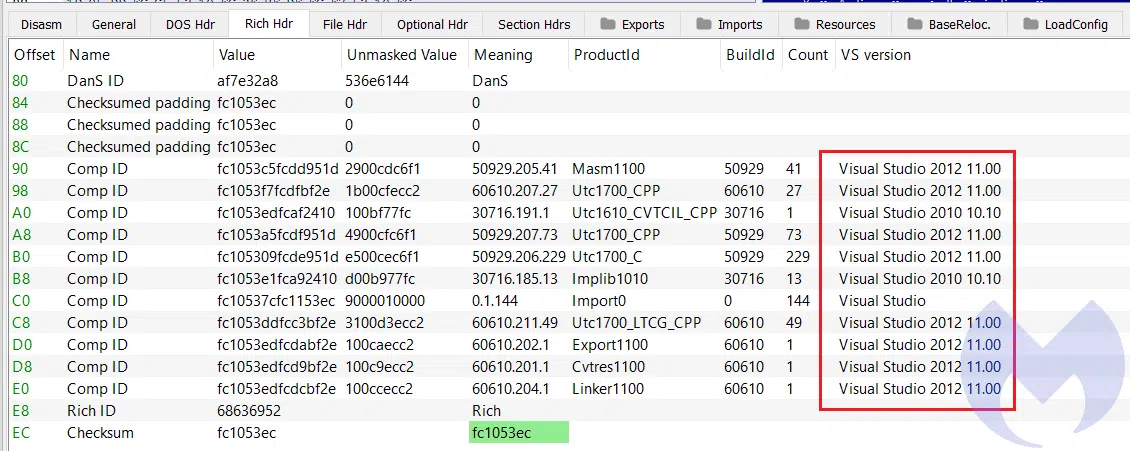 Disasm General DOS Hdr Rich Hdr File Hdr Optional Hdr Section Hdrs Exports Imports Resources BaseReloc. LoadConfig
Offset Name Value Unmasked Value Meaning ProductId BuildId Count VS version
80 DanS ID af7e32a8 536e6144 DanS
84 Checksumed padding fc1053ec 0 0
88 Checksumed padding fc1053ec 0 0
8C Checksumed padding fc1053ec 0 0
90 Comp ID fc1053c5fcdd951d 2900cdc6f1 50929.205.41 Masm1100 50929 41 Visual Studio 2012 11.00
98 Comp ID fc1053f7fcdfbf2e 1b00cfecc2 60610.207.27 Utc1700_CPP 60610 27 Visual Studio 2012 11.00
A0 Comp ID fc1053edfcaf2410 100bf77fc 30716.191.1 Utc1610_CVTCIL_CPP 30716 1 Visual Studio 2010 10.10
A8 Comp ID fc1053a5fcdf951d 4900cfc6f1 50929.207.73 Utc1700_CPP 50929 73 Visual Studio 2012 11.00
B0 Comp ID fc105309fcde951d e500cec6f1 50929.206.229 Utc1700_C 50929 229 Visual Studio 2012 11.00
B8 Comp ID fc1053e1fca92410 d00b977fc 30716.185.13 Implib1010 30716 13 Visual Studio 2010 10.10
C0 Comp ID fc10537cfc1153ec 9000010000 0.1.144 Import0 0 144 Visual Studio
C8 Comp ID fc1053ddfcc3bf2e 3100d3ecc2 60610.211.49 Utc1700_LTCG_CPP 60610 49 Visual Studio 2012 11.00
D0 Comp ID fc1053edfcdabf2e 100caecc2 60610.202.1 Export1100 60610 1 Visual Studio 2012 11.00
D8 Comp ID fc1053edfcd9bf2e 100c9ecc2 60610.201.1 Cvtres1100 60610 1 Visual Studio 2012 11.00
E0 Comp ID fc1053edfcdcbf2e 100ccecc2 60610.204.1 Linker1100 60610 1 Visual Studio 2012 11.00
E8 Rich ID 68636952 Rich
EC Checksum fc1053ec fc1053ec